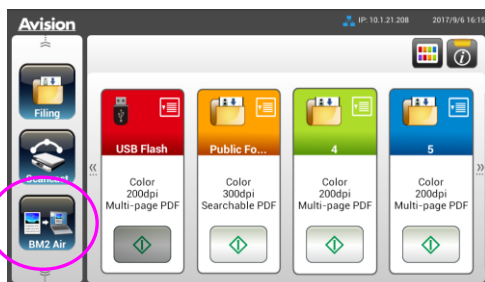 Avision
IP: 10.1.21.208
2017/9/6 16:15
Filing
Scancast
BM2 Air
USB Flash
Color
200dpi
Multi-page PDF
Public Fo...
Color
300dpi
Searchable PDF
4
Color
200dpi
Multi-page PDF
5
Color
200dpi
Multi-page PDF